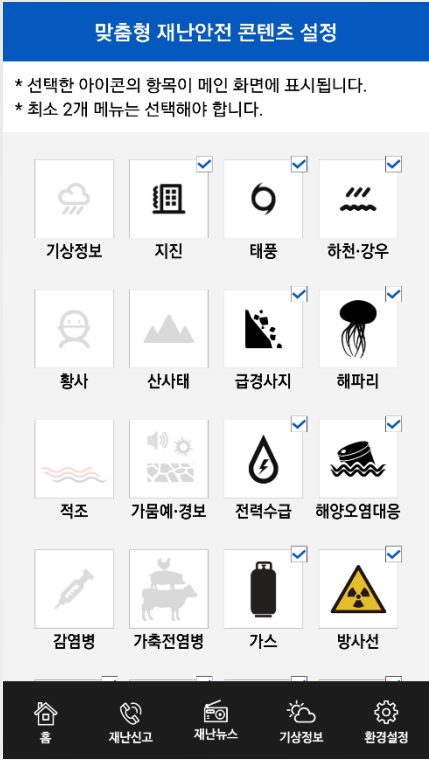 맞춤형 재난안전 콘텐츠 설정
* 선택한 아이콘의 항목이 메인 화면에 표시됩니다.
* 최소 2개 메뉴는 선택해야 합니다.
기상정보 지진 태풍 하천·강우
황사 산사태 급경사지 해파리
적조 가뭄예·경보 전력수급 해양오염대응
감염병 가축전염병 가스 방사선
홈 재난신고 재난뉴스 기상정보 환경설정